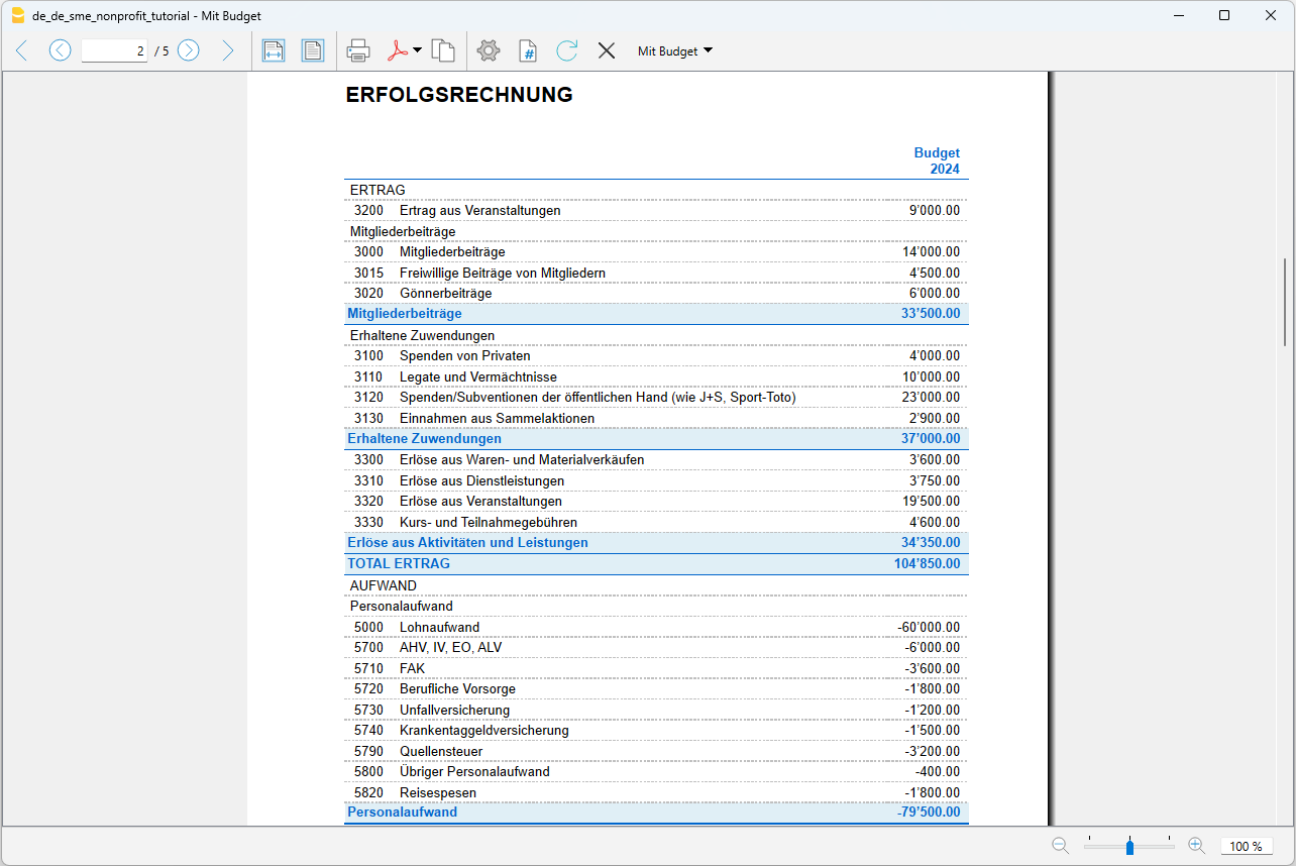 de_de_sme_nonprofit_tutorial - Mit Budget
2 / 5 # Mit Budget
ERFOLGSRECHNUNG
Budget
2024
ERTRAG
3200 Ertrag aus Veranstaltungen 9'000.00
Mitgliederbeiträge
3000 Mitgliederbeiträge 14'000.00
3015 Freiwillige Beiträge von Mitgliedern 4'500.00
3020 Gönnerbeiträge 6'000.00
Mitgliederbeiträge 33'500.00
Erhaltene Zuwendungen
3100 Spenden von Privaten 4'000.00
3110 Legate und Vermächtnisse 10'000.00
3120 Spenden/Subventionen der öffentlichen Hand (wie J+S, Sport-Toto) 23'000.00
3130 Einnahmen aus Sammelaktionen 2'900.00
Erhaltene Zuwendungen 37'000.00
3300 Erlöse aus Waren- und Materialverkäufen 3'600.00
3310 Erlöse aus Dienstleistungen 3'750.00
3320 Erlöse aus Veranstaltungen 19'500.00
3330 Kurs- und Teilnahmegebühren 4'600.00
Erlöse aus Aktivitäten und Leistungen 34'350.00
TOTAL ERTRAG 104'850.00
AUFWAND
Personalaufwand
5000 Lohnaufwand -60'000.00
5700 AHV, IV, EO, ALV -6'000.00
5710 FAK -3'600.00
5720 Berufliche Vorsorge -1'800.00
5730 Unfallversicherung -1'200.00
5740 Krankentaggeldversicherung -1'500.00
5790 Quellensteuer -3'200.00
5800 Übriger Personalaufwand -400.00
5820 Reisespesen -1'800.00
Personalaufwand -79'500.00
100 %